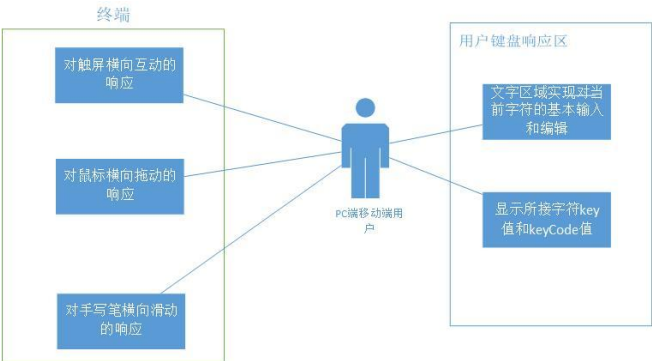 终端
对触屏横向互动的
响应
对鼠标横向拖动的
响应
对手写笔横向滑动
的响应
PC端移动端用
户
用户键盘响应区
文字区域实现对当
前字符的基本输入
和编辑
显示所接字符key
值和keyCode值